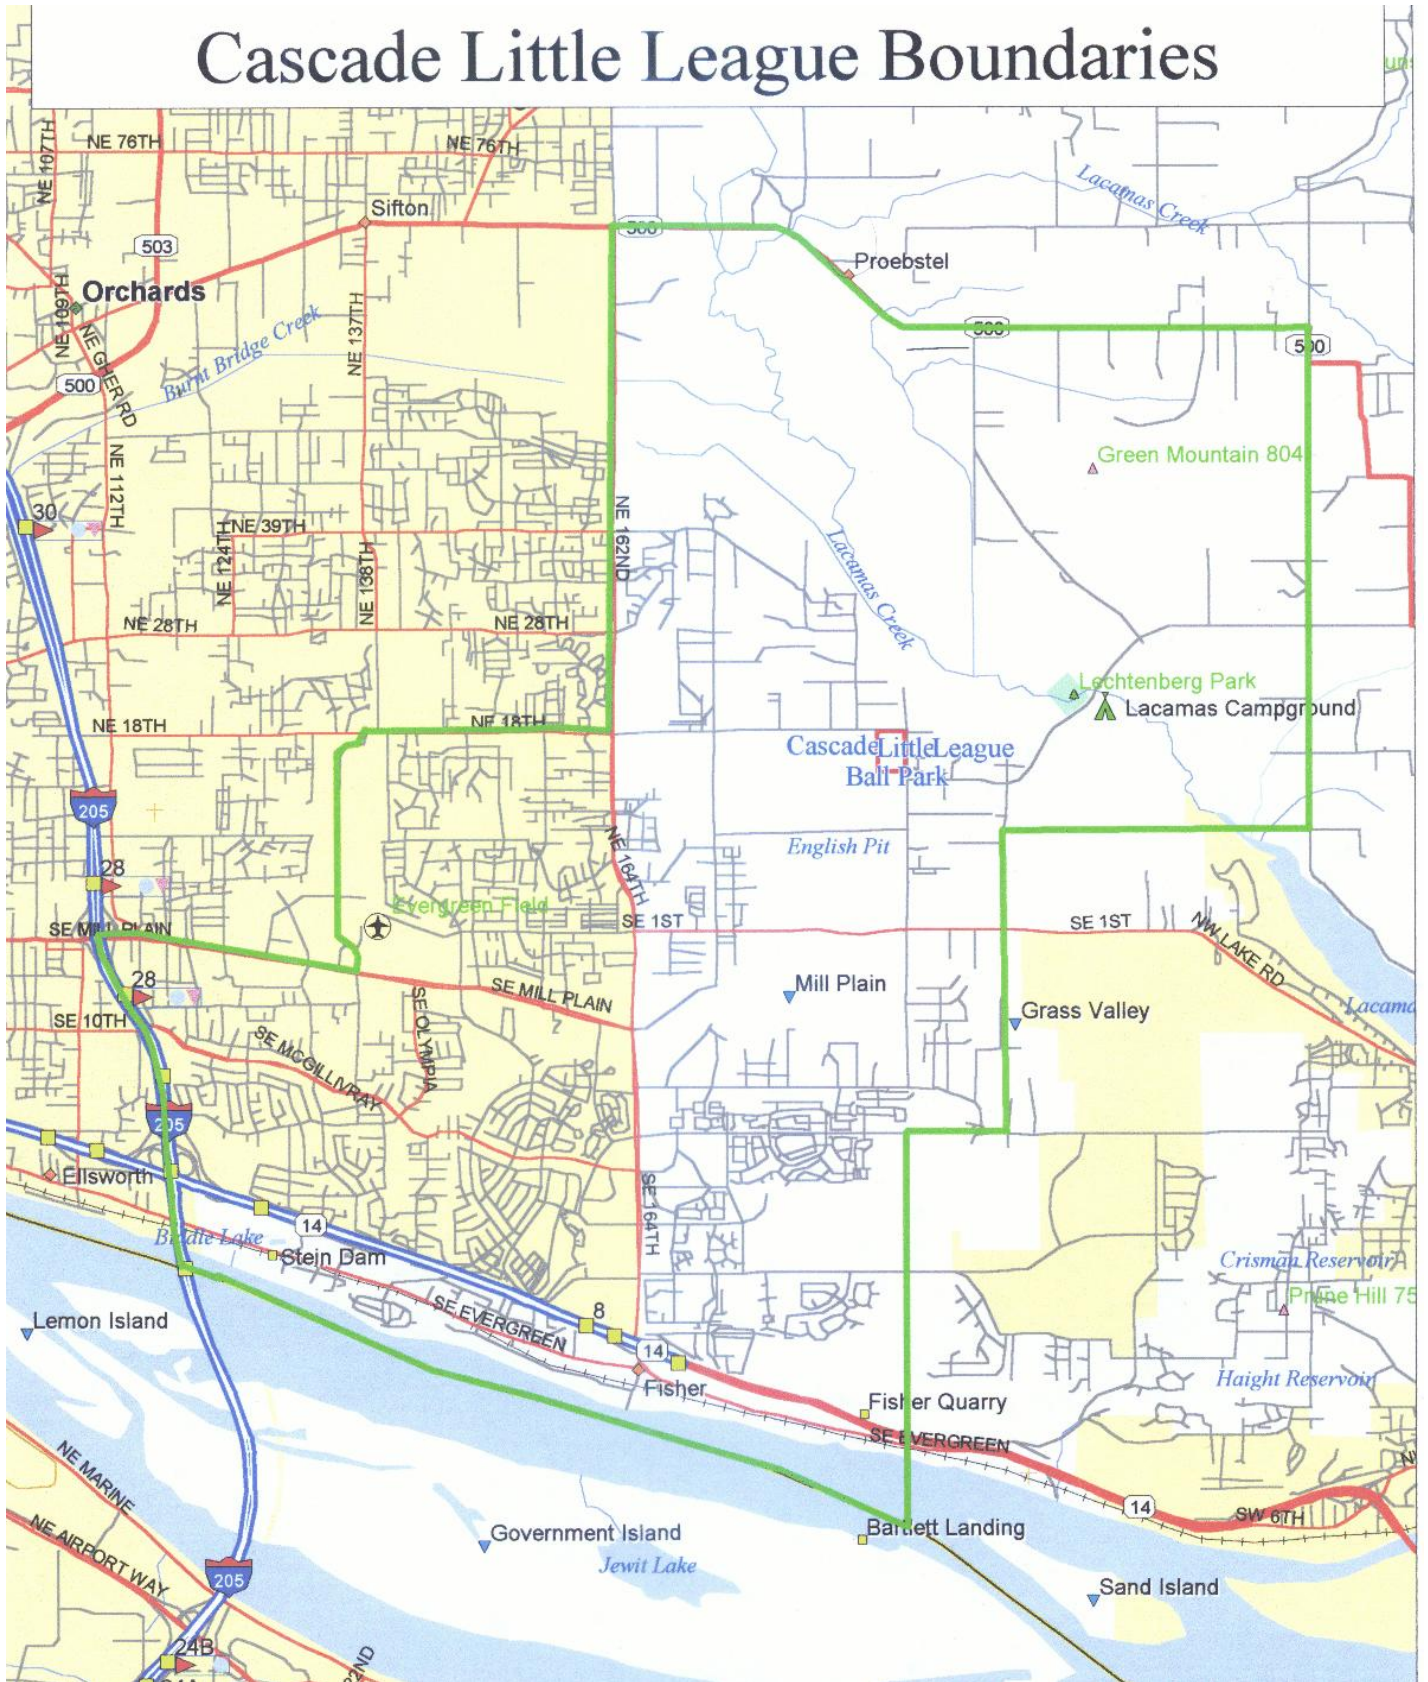 Cascade Little League Boundaries
NE 107TH
NE 76TH
NE 76TH
Lacamas Creek
Sifton
500
503
Proebstel
Orchards
NE 109TH
NE 137TH
Burnt Bridge Creek
500
500
NE GHER RD
500
Green Mountain 804
NE 112TH
30
NE 39TH
NE 124TH
NE 138TH
NE 162ND
Lacamas Creek
NE 28TH
NE 28TH
Lechtenberg Park
Lacamas Campground
NE 18TH
NE 18TH
Cascade Little League
Ball Park
205
English Pit
NE 164TH
28
Evergreen Field
SE 1ST
SE 1ST
NW LAKE RD
SE MILL PLAIN
28
SE MILL PLAIN
Mill Plain
Grass Valley
Lacama
SE 10TH
SE OLYMPIA
SE MCGILLIVRAY
205
Ellsworth
SE 164TH
14
Birdle Lake
Stein Dam
Crisman Reservoir
Prune Hill 75
Lemon Island
SE EVERGREEN
8
14
Fisher
Haight Reservoir
Fisher Quarry
SE EVERGREEN
NE MARINE
14
SW 6TH
NE AIRPORT WAY
Government Island
Bartlett Landing
Jewit Lake
205
Sand Island
24B